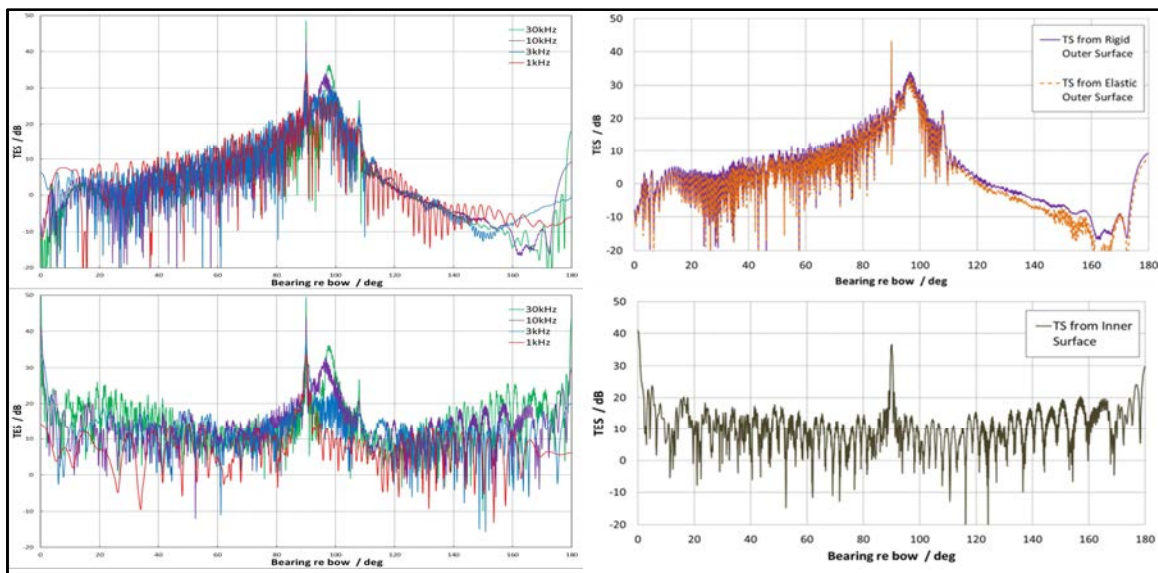 50
40
30
20
10
0
-10
-20
TES / dB
0 20 40 60 80 100 120 140 160 180
Bearing re bow / deg
30kHz
10kHz
3kHz
1kHz
50
40
30
20
10
0
-10
-20
TES / dB
0 20 40 60 80 100 120 140 160 180
Bearing re bow / deg
TS from Rigid
Outer Surface
TS from Elastic
Outer Surface
50
40
30
20
10
0
-10
-20
TES / dB
0 20 40 60 80 100 120 140 160 180
Bearing re bow / deg
30kHz
10kHz
3kHz
1kHz
50
40
30
20
10
0
-10
-20
TES / dB
0 20 40 60 80 100 120 140 160 180
Bearing re bow / deg
TS from Inner
Surface